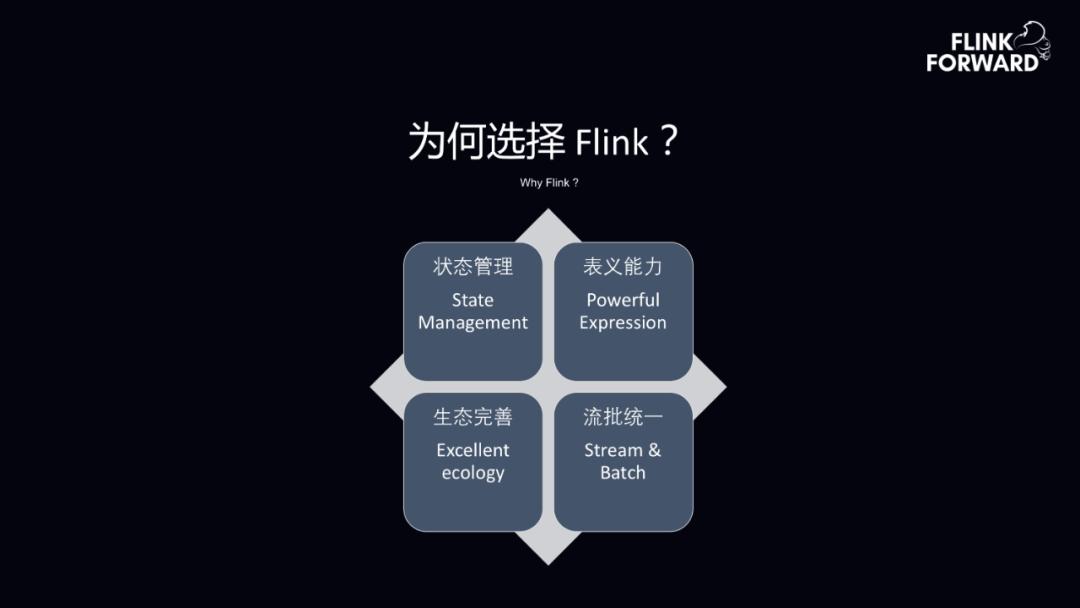 FLINK
FORWARD
为何选择 Flink？
Why Flink ?
状态管理
State
Management
表义能力
Powerful
Expression
生态完善
Excellent
ecology
流批统一
Stream &
Batch